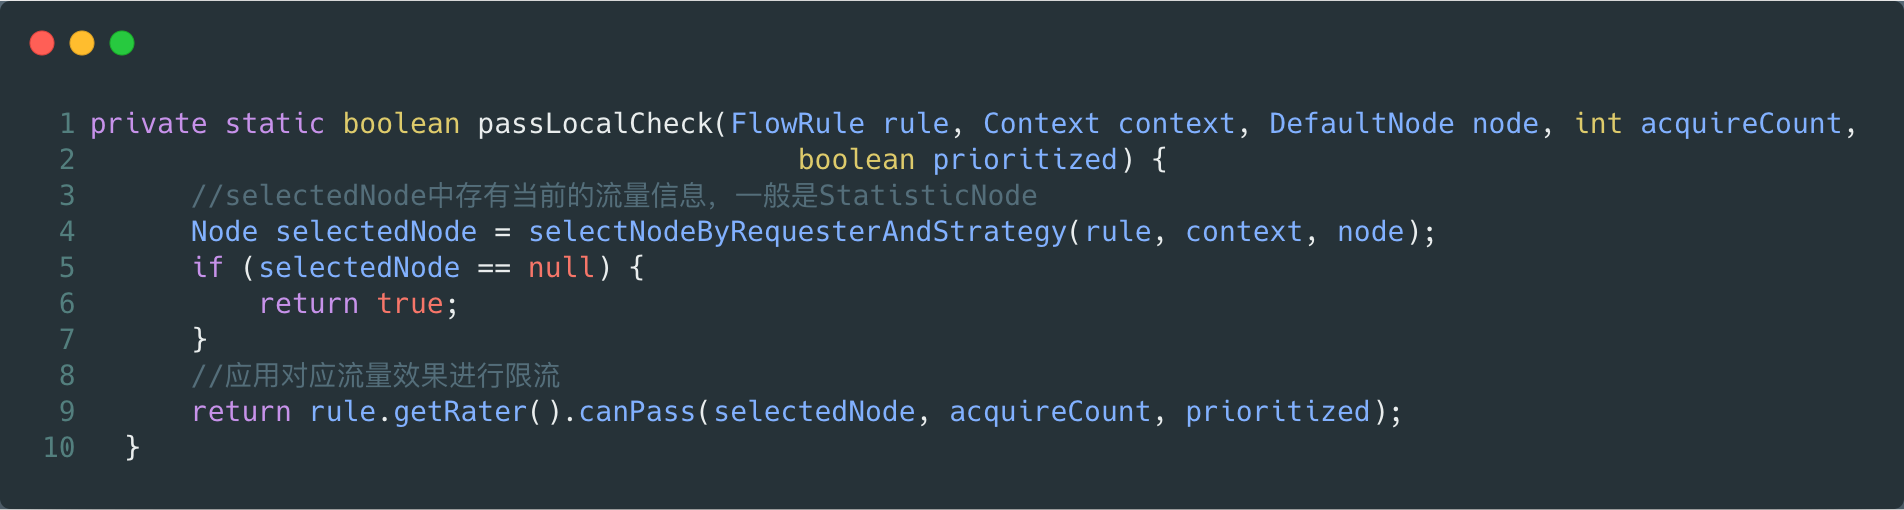 1 private static boolean passLocalCheck(FlowRule rule, Context context, DefaultNode node, int acquireCount,
2 boolean prioritized) {
3 //selectedNode中存有当前的流量信息，一般是StatisticNode
4 Node selectedNode = selectNodeByRequesterAndStrategy(rule, context, node);
5 if (selectedNode == null) {
6 return true;
7 }
8 //应用对应流量效果进行限流
9 return rule.getRater().canPass(selectedNode, acquireCount, prioritized);
10 }